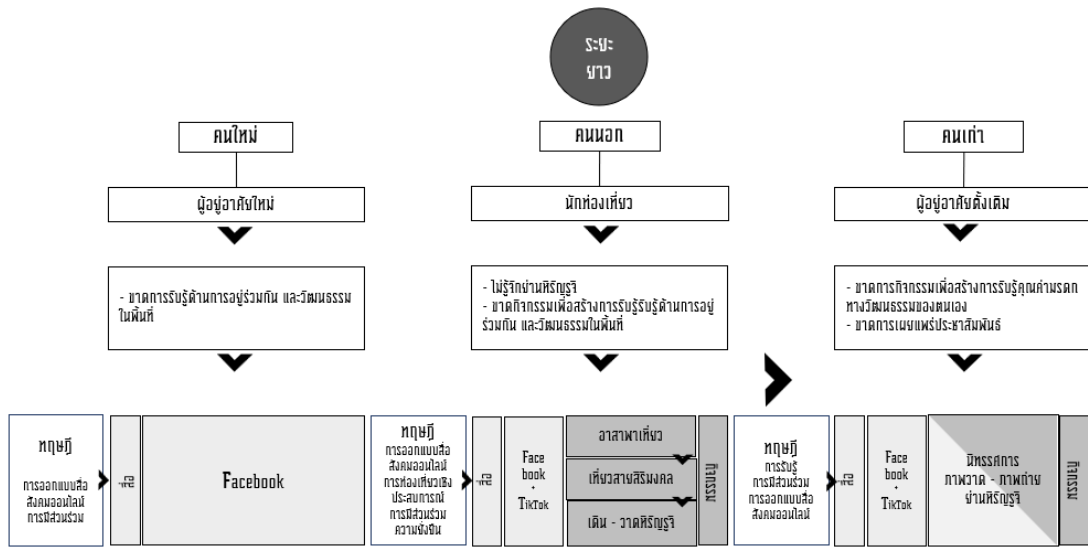 ระยะ
ยาว
คนใหม่
คนนอก
คนเก่า
ผู้อยู่อาศัยใหม่
นักท่องเที่ยว
ผู้อยู่อาศัยดั้งเดิม
- ขาดการรับรู้ด้านการอยู่ร่วมกัน และวัฒนธรรม
ในพื้นที่
- ไม่รู้จักย่านหิรัญรูจี
- ขาดกิจกรรมเพื่อสร้างการรับรู้รับรู้ด้านการอยู่
ร่วมกัน และวัฒนธรรมในพื้นที่
- ขาดการกิจกรรมเพื่อสร้างการรับรู้คุณค่ามรดก
ทางวัฒนธรรมของตนเอง
- ขาดการเผยแพร่ประชาสัมพันธ์
ทฤษฎี
การออกแบบสื่อ
สังคมออนไลน์
การมีส่วนร่วม
สื่อ
Facebook
ทฤษฎี
การออกแบบสื่อ
สังคมออนไลน์
การท่องเที่ยวเชิง
ประสบการณ์
การมีส่วนร่วม
ความยั่งยืน
สื่อ
Face
book
+
TikTok
อาสาพาเที่ยว
เที่ยวสายสิริมงคล
เดิน - วาดหิรัญรูจี
กิจกรรม
ทฤษฎี
การรับรู้
การมีส่วนร่วม
การออกแบบสื่อ
สังคมออนไลน์
สื่อ
Face
book
+
TikTok
นิทรรศการ
ภาพวาด - ภาพถ่าย
ย่านหิรัญรูจี
กิจกรรม